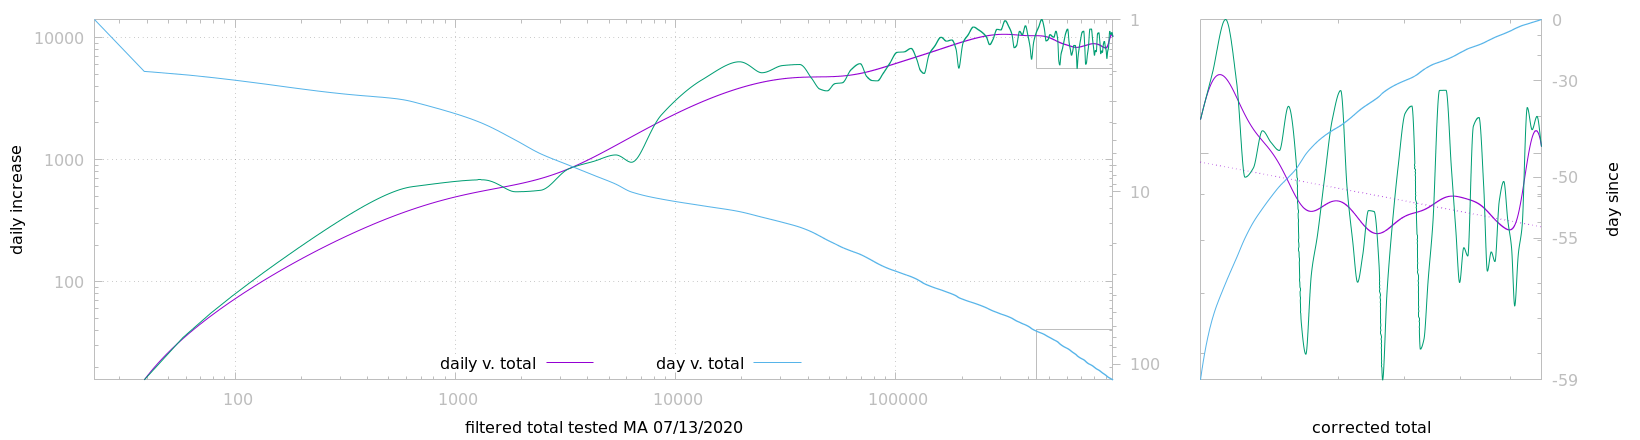 10000
1000
100
daily increase
100
1000
10000
100000
filtered total tested MA 07/13/2020
daily v. total
day v. total
1
10
100
0
-30
-50
-55
-59
day since
corrected total